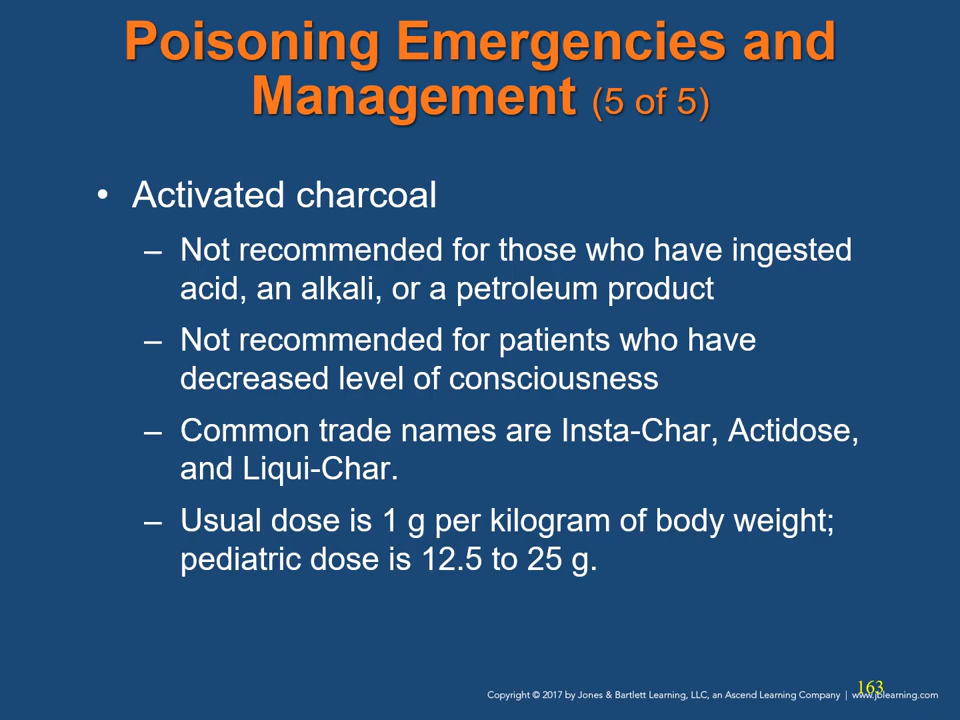 Poisoning Emergencies and
Management (5 of 5)
• Activated charcoal
– Not recommended for those who have ingested
acid, an alkali, or a petroleum product
– Not recommended for patients who have
decreased level of consciousness
– Common trade names are Insta-Char, Actidose,
and Liqui-Char.
– Usual dose is 1 g per kilogram of body weight;
pediatric dose is 12.5 to 25 g.
163
Copyright © 2017 by Jones & Bartlett Learning, LLC, an Ascend Learning Company | www.jblearning.com